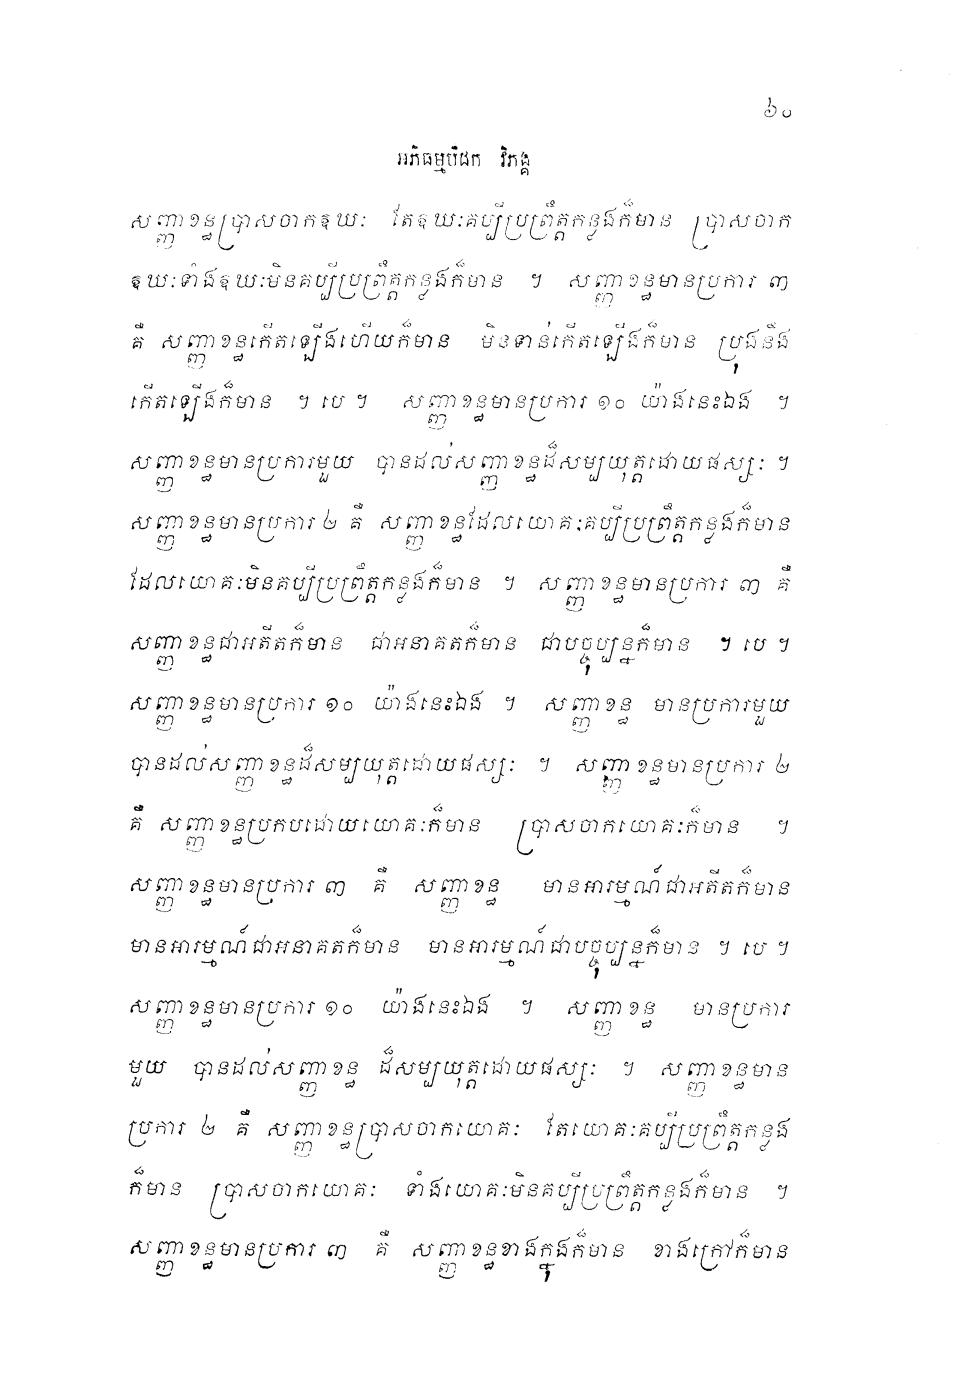 ៦០
អភិធម្មបិដក វិភង្គ
សញ្ញាខន្ធប្រាសចាកឱឃៈ តែឱឃៈគប្បីប្រព្រឹត្តកន្លងក៏មាន ប្រាសចាក
ឱឃៈទាំងឱឃៈមិនគប្បីប្រព្រឹត្តកន្លងក៏មាន ។ សញ្ញាខន្ធមានប្រការ ៣
គឺ សញ្ញាខន្ធកើតឡើងហើយក៏មាន មិនទាន់កើតឡើងក៏មាន ប្រុងនឹង
កើតឡើងក៏មាន ។ បេ ។ សញ្ញាខន្ធមានប្រការ ១០ យ៉ាងនេះឯង ។
សញ្ញាខន្ធមានប្រការមួយ បានដល់សញ្ញាខន្ធដ៏សម្បយុត្តដោយផស្សៈ ។
សញ្ញាខន្ធមានប្រការ ២ គឺ សញ្ញាខន្ធដែលយោគៈគប្បីប្រព្រឹត្តកន្លងក៏មាន
ដែលយោគៈមិនគប្បីប្រព្រឹត្តកន្លងក៏មាន ។ សញ្ញាខន្ធមានប្រការ ៣ គឺ
សញ្ញាខន្ធជាអតីតក៏មាន ជាអនាគតក៏មាន ជាបច្ចុប្បន្នក៏មាន ។ បេ ។
សញ្ញាខន្ធមានប្រការ ១០ យ៉ាងនេះឯង ។ សញ្ញាខន្ធ មានប្រការមួយ
បានដល់សញ្ញាខន្ធដ៏សម្បយុត្តដោយផស្សៈ ។ សញ្ញាខន្ធមានប្រការ ២
គឺ សញ្ញាខន្ធប្រកបដោយយោគៈក៏មាន ប្រាសចាកយោគៈក៏មាន ។
សញ្ញាខន្ធមានប្រការ ៣ គឺ សញ្ញាខន្ធ មានអារម្មណ៍ជាអតីតក៏មាន
មានអារម្មណ៍ជាអនាគតក៏មាន មានអារម្មណ៍ជាបច្ចុប្បន្នក៏មាន ។ បេ ។
សញ្ញាខន្ធមានប្រការ ១០ យ៉ាងនេះឯង ។ សញ្ញាខន្ធ មានប្រការ
មួយ បានដល់សញ្ញាខន្ធ ដ៏សម្បយុត្តដោយផស្សៈ ។ សញ្ញាខន្ធមាន
ប្រការ ២ គឺ សញ្ញាខន្ធប្រាសចាកយោគៈ តែយោគៈគប្បីប្រព្រឹត្តកន្លង
ក៏មាន ប្រាសចាកយោគៈ ទាំងយោគៈមិនគប្បីប្រព្រឹត្តកន្លងក៏មាន ។
សញ្ញាខន្ធមានប្រការ ៣ គឺ សញ្ញាខន្ធខាងក្នុងក៏មាន ខាងក្រៅក៏មាន